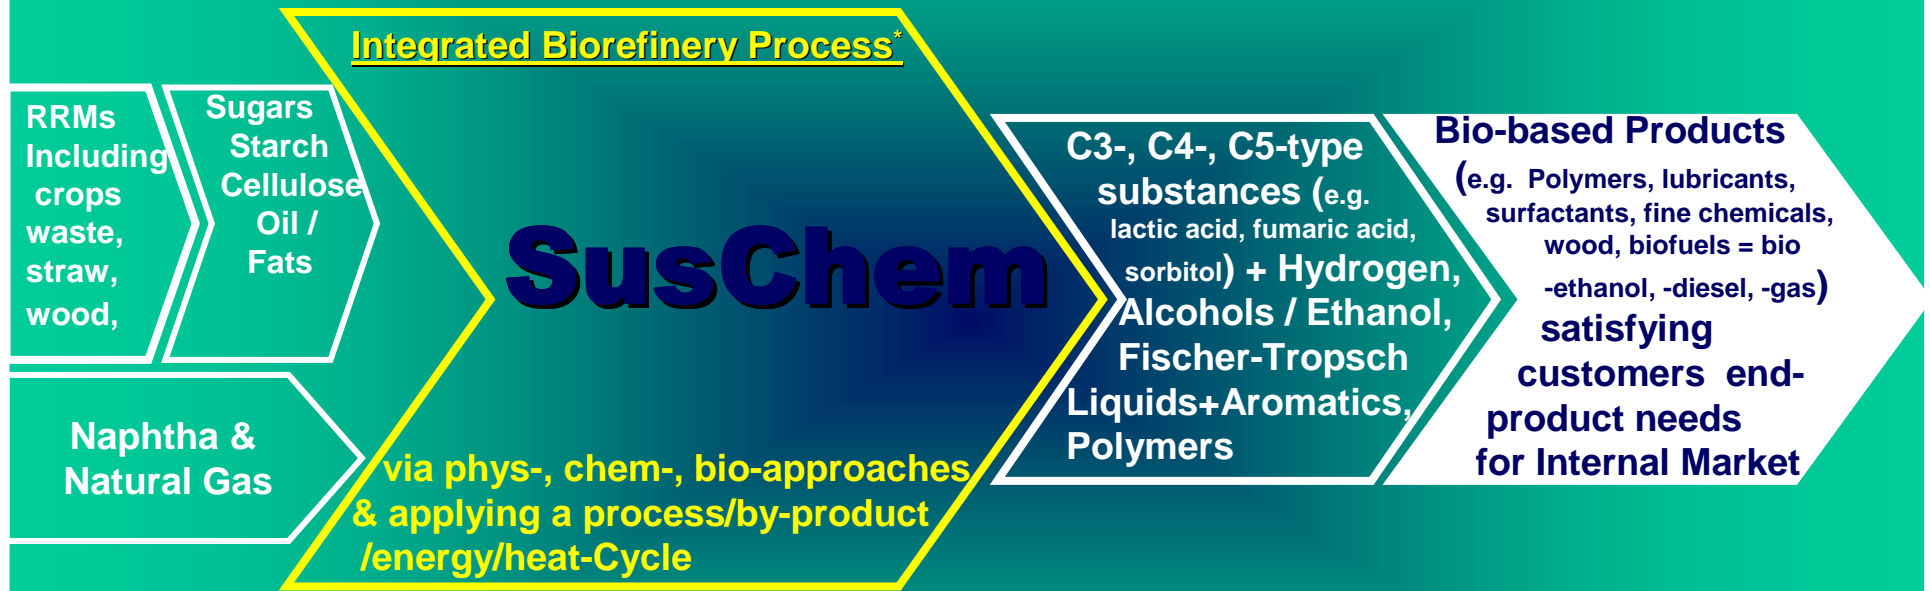 Integrated Biorefinery Process*
RRMs
Including
crops
waste,
straw,
wood,
Sugars
Starch
Cellulose
Oil /
Fats
Naphtha &
Natural Gas
SusChem
via phys-, chem-, bio-approaches
& applying a process/by-product
/energy/heat-Cycle
C3-, C4-, C5-type
substances (e.g.
lactic acid, fumaric acid,
sorbitol) + Hydrogen,
Alcohols / Ethanol,
Fischer-Tropsch
Liquids+Aromatics,
Polymers
Bio-based Products
(e.g. Polymers, lubricants,
surfactants, fine chemicals,
wood, biofuels = bio
-ethanol, -diesel, -gas)
satisfying
customers end-
product needs
for Internal Market